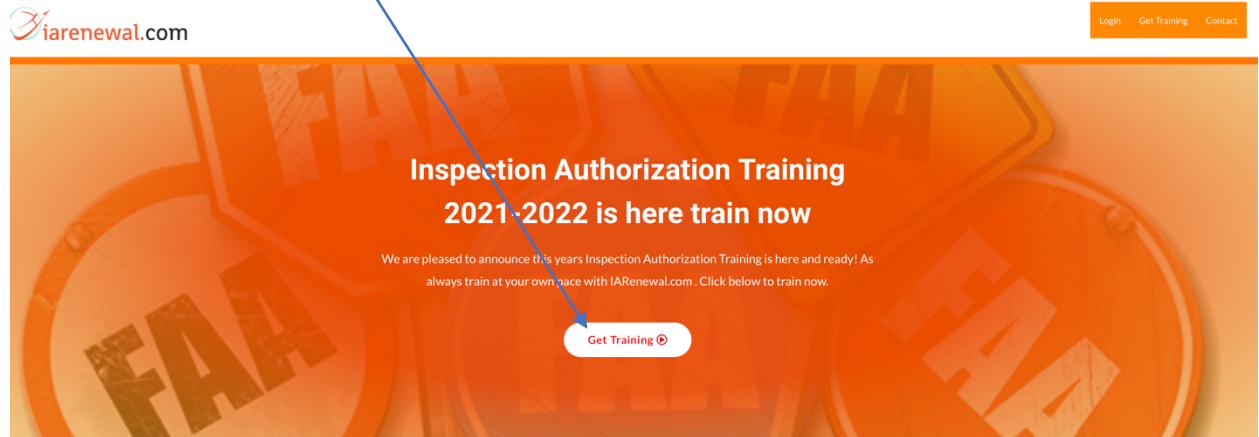 iarenewal.com
Login Get Training Contact
FAA FAA
Inspection Authorization Training
2021-2022 is here train now
We are pleased to announce this years Inspection Authorization Training is here and ready! As
always train at your own pace with IARenewal.com . Click below to train now.
Get Training
FAA FAA FAA